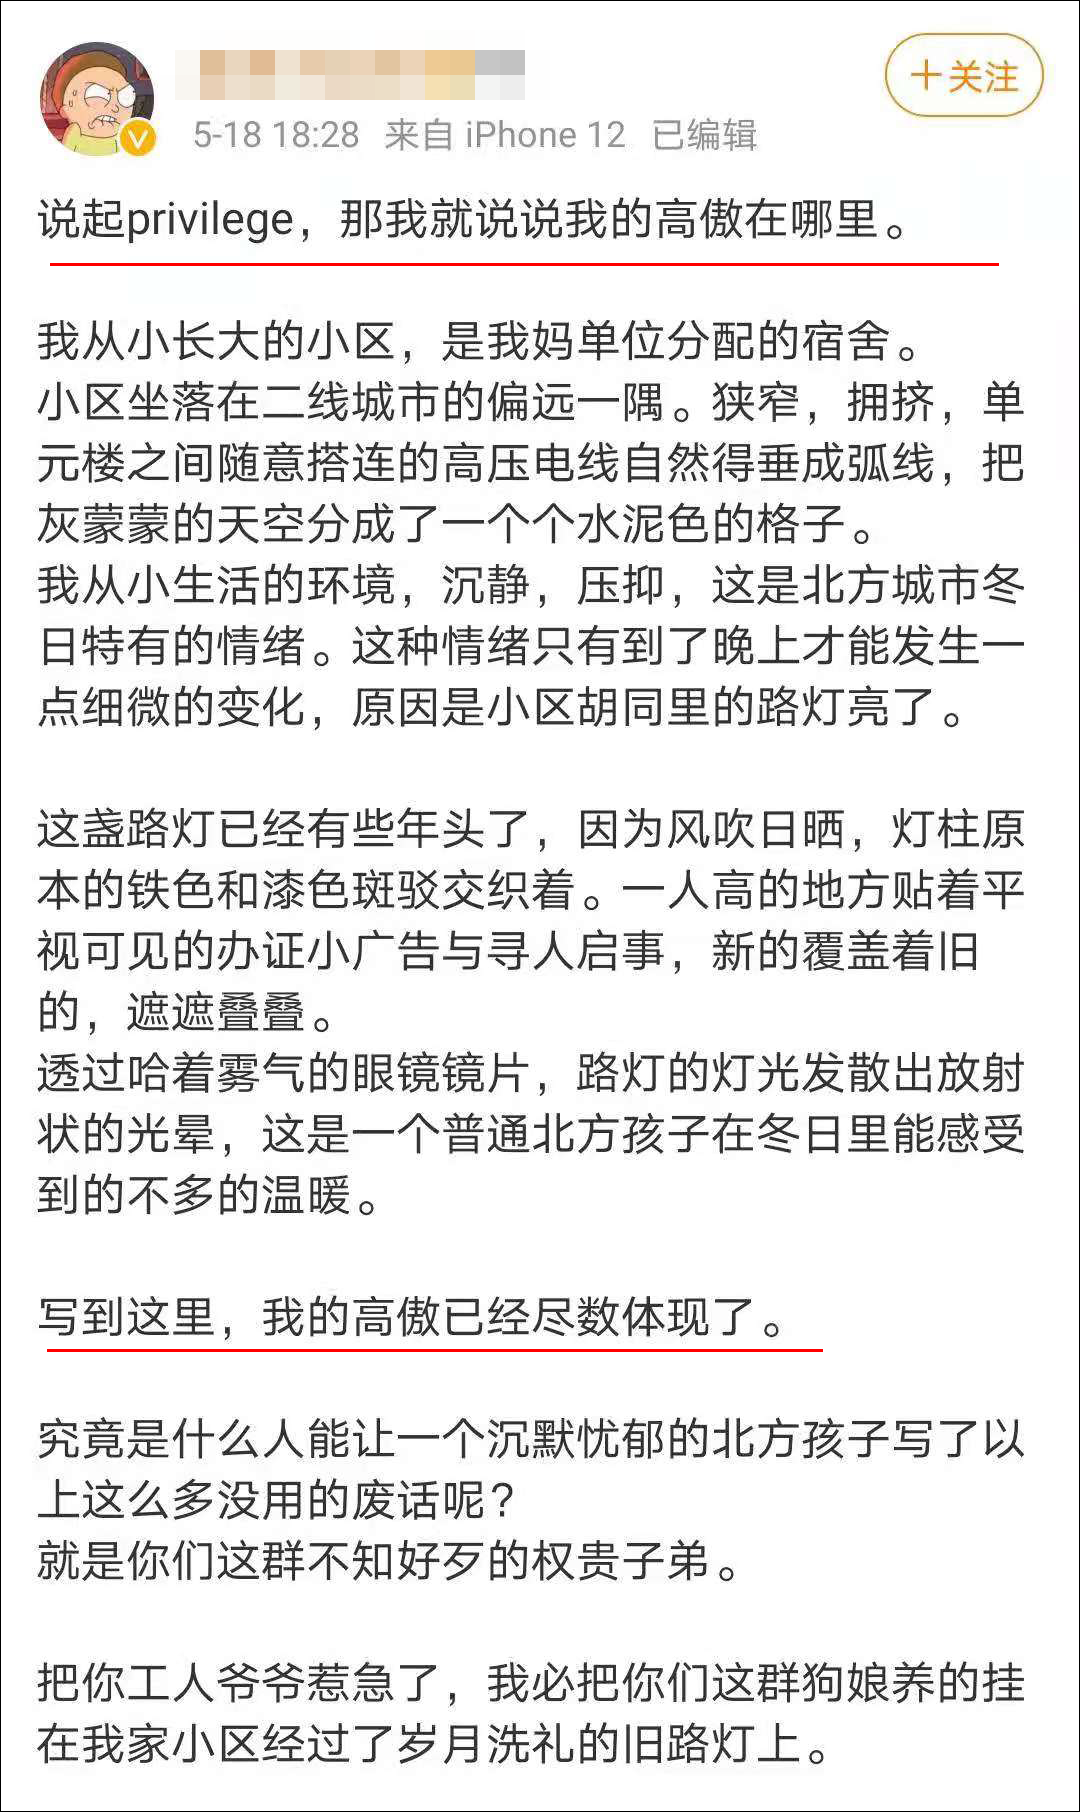 +关注
5-18 18:28 来自 iPhone 12 已编辑
说起privilege，那我就说说我的高傲在哪里。
我从小长大的小区，是我妈单位分配的宿舍。
小区坐落在二线城市的偏远一隅。狭窄，拥挤，单
元楼之间随意搭连的高压电线自然得垂成弧线，把
灰蒙蒙的天空分成了一个个水泥色的格子。
我从小生活的环境，沉静，压抑，这是北方城市冬
日特有的情绪。这种情绪只有到了晚上才能发生一
点细微的变化，原因是小区胡同里的路灯亮了。
这盏路灯已经有些年头了，因为风吹日晒，灯柱原
本的铁色和漆色斑驳交织着。一人高的地方贴着平
视可见的办证小广告与寻人启事，新的覆盖着旧
的，遮遮叠叠。
透过哈着雾气的眼镜镜片，路灯的灯光发散出放射
状的光晕，这是一个普通北方孩子在冬日里能感受
到的不多的温暖。
写到这里，我的高傲已经尽数体现了。
究竟是什么人能让一个沉默忧郁的北方孩子写了以
上这么多没用的废话呢？
就是你们这群不知好歹的权贵子弟。
把你工人爷爷惹急了，我必把你们这群狗娘养的挂
在我家小区经过了岁月洗礼的旧路灯上。